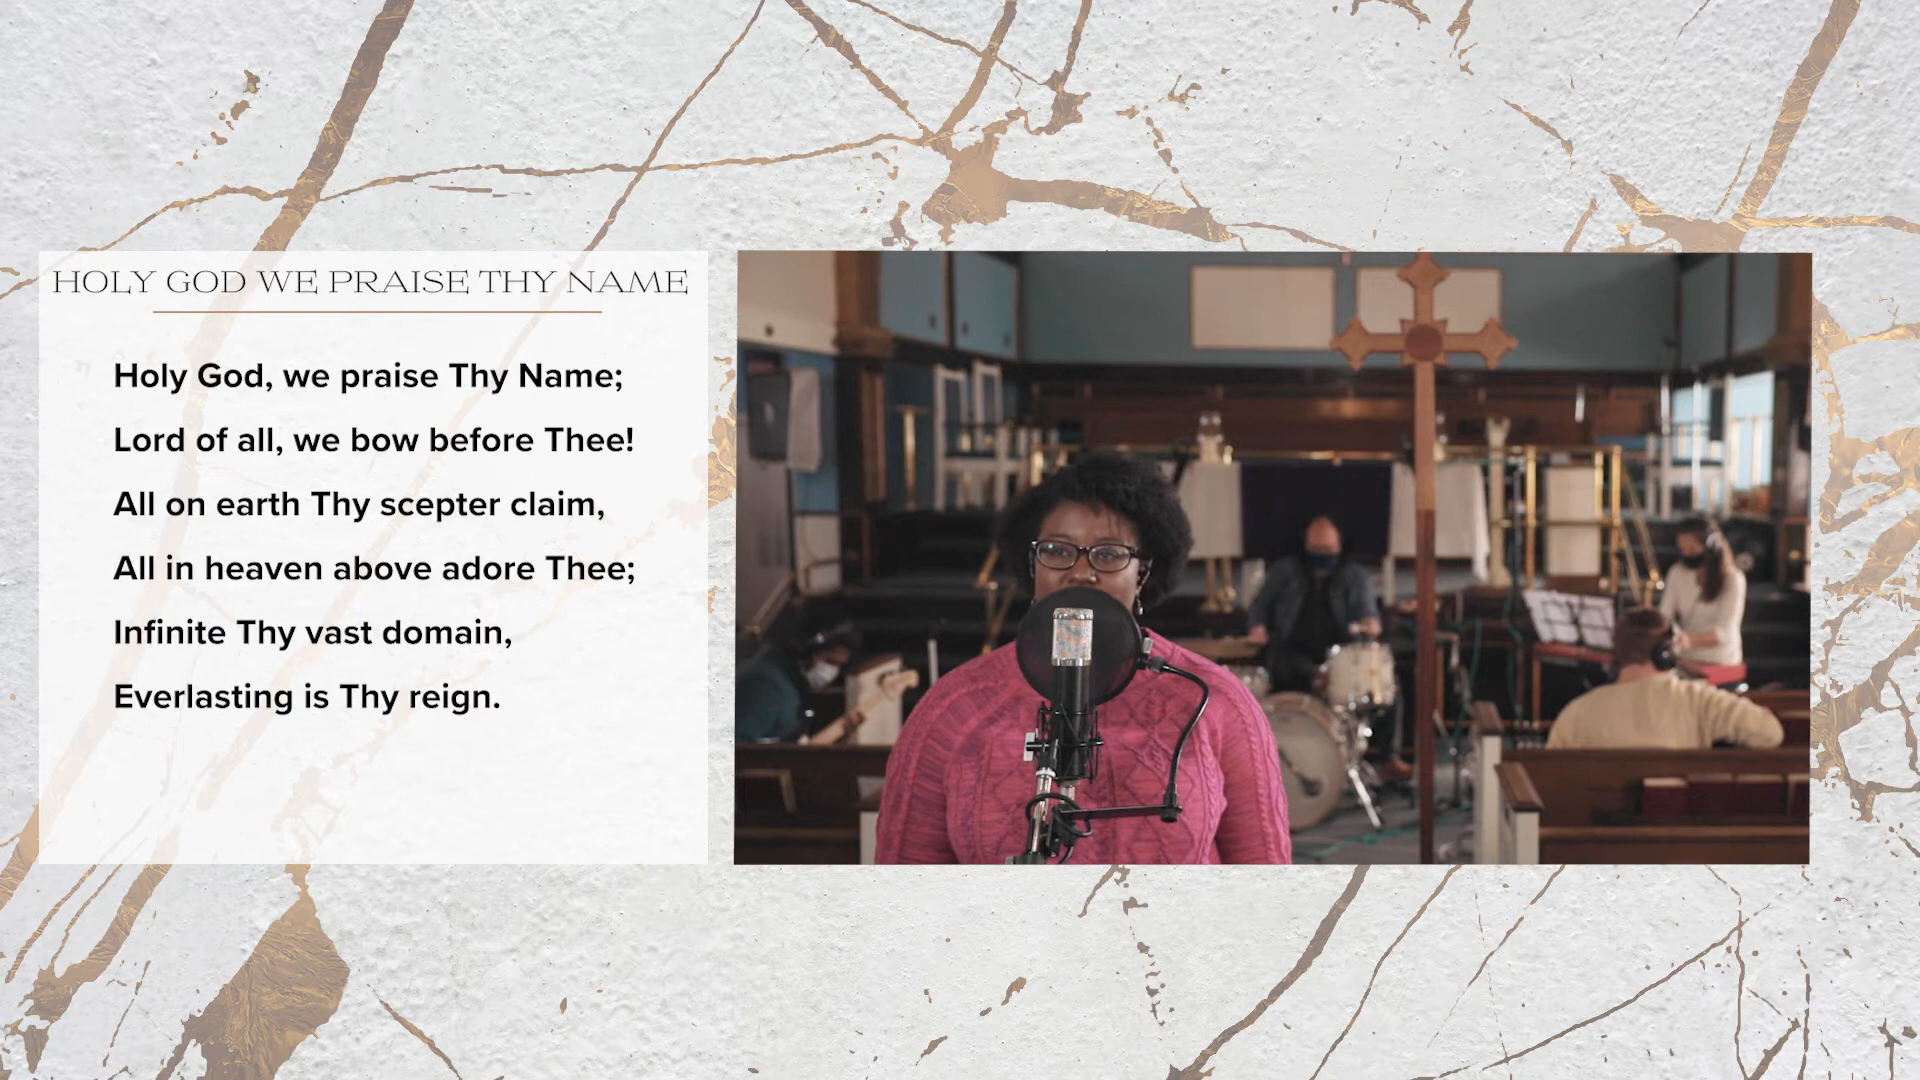 HOLY GOD WE PRAISE THY NAME
Holy God, we praise Thy Name;
Lord of all, we bow before Thee!
All on earth Thy scepter claim,
All in heaven above adore Thee;
Infinite Thy vast domain,
Everlasting is Thy reign.